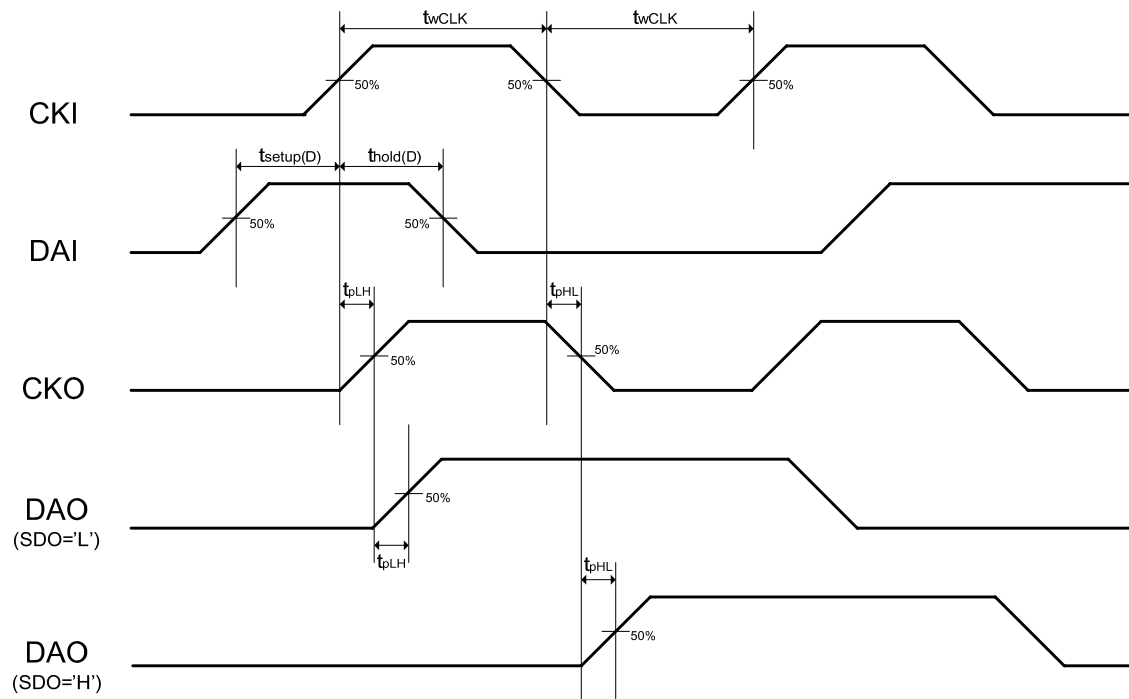 twCLK twCLK
50% 50% 50%
CKI
tsetup(D) thold(D)
50% 50%
DAI
tpLH tpHL
50% 50%
CKO
50%
DAO
(SDO='L')
tpLH
tpHL
50%
DAO
(SDO='H')